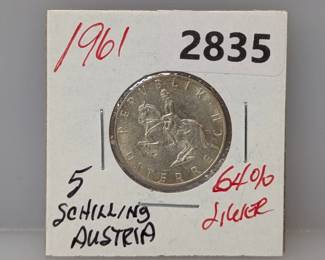 1961
2835
REPUBLIK ÖSTERREICH
5
SCHILLING
AUSTRIA
64%
SILVER